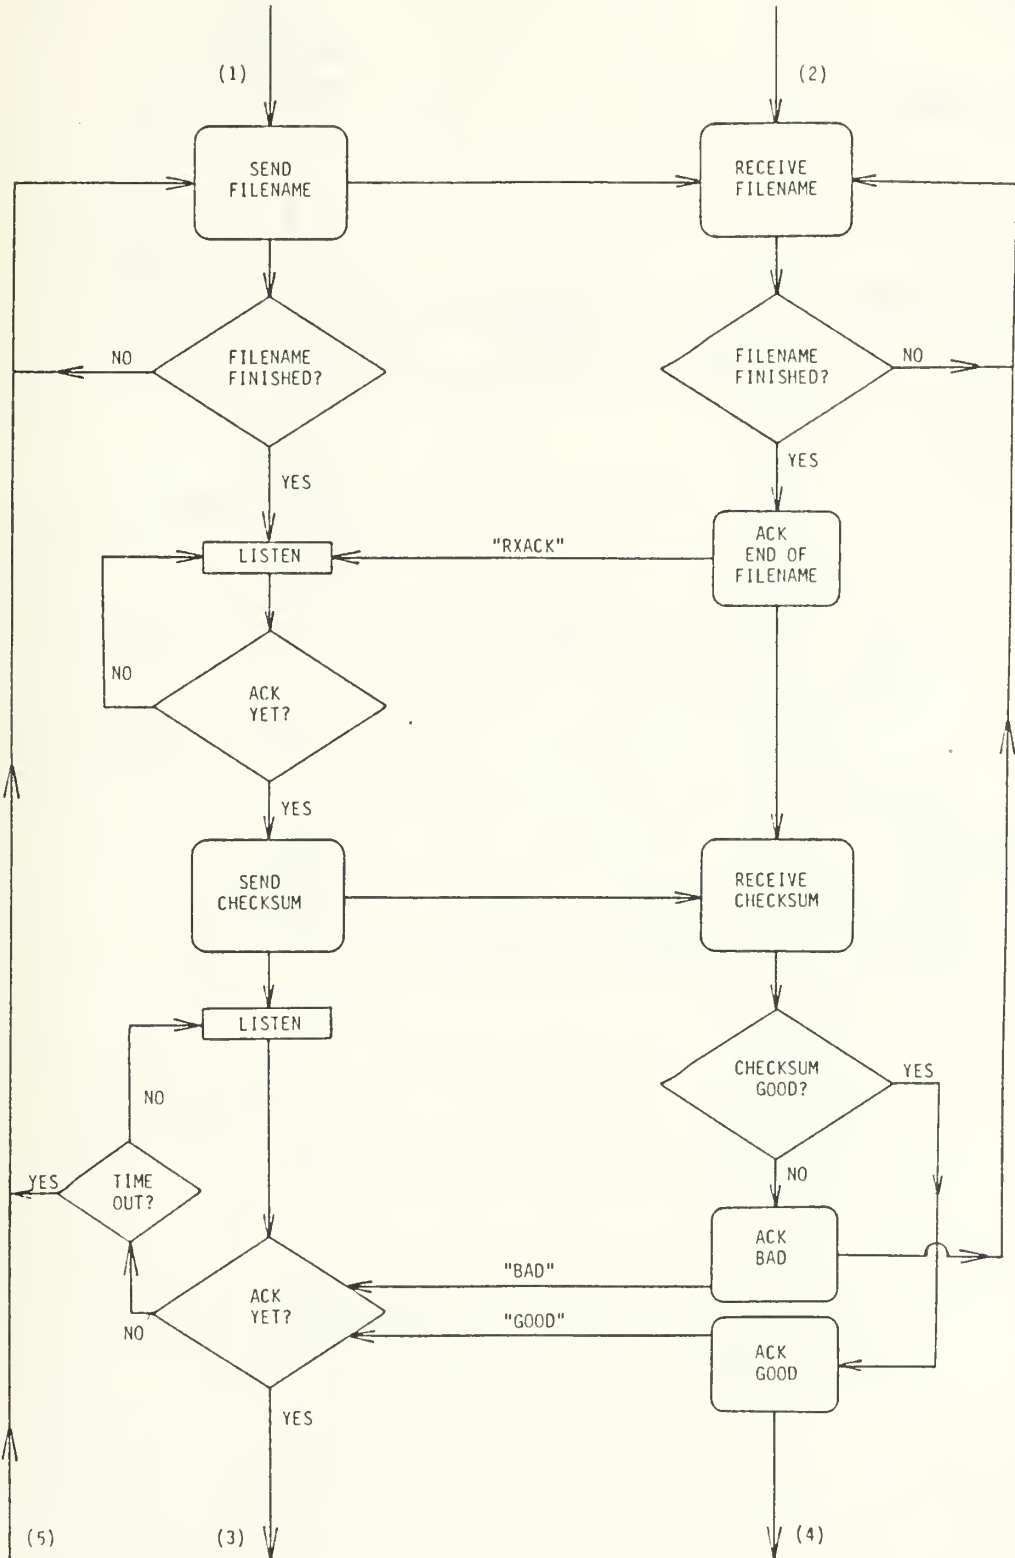 (1)
(2)
SEND
FILENAME
RECEIVE
FILENAME
NO
FILENAME
FINISHED?
FILENAME
FINISHED?
NO
YES
YES
LISTEN
"RXACK"
ACK
END OF
FILENAME
NO
ACK
YET?
YES
SEND
CHECKSUM
RECEIVE
CHECKSUM
LISTEN
NO
CHECKSUM
GOOD?
YES
YES
TIME
OUT?
NO
ACK
BAD
"BAD"
NO
ACK
YET?
"GOOD"
ACK
GOOD
YES
(5)
(3)
(4)